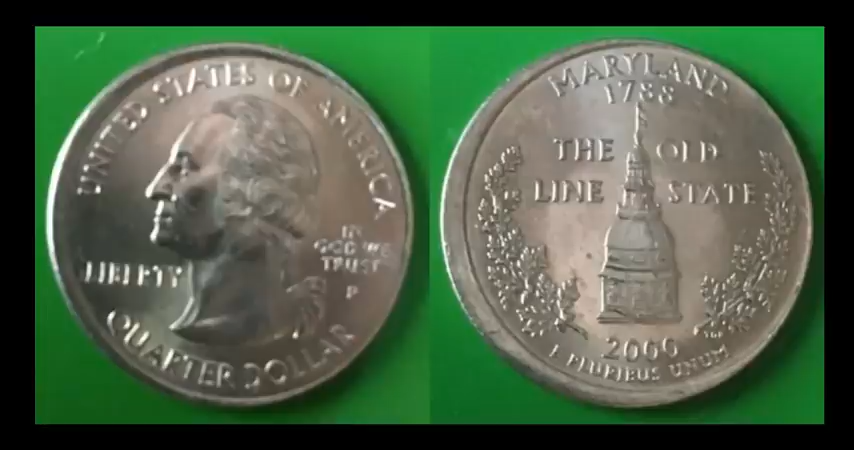 UNITED STATES OF AMERICA
LIBERTY
IN
GOD WE
TRUST
P
QUARTER DOLLAR
MARYLAND
1788
THE OLD
LINE STATE
2000
E PLURIBUS UNUM